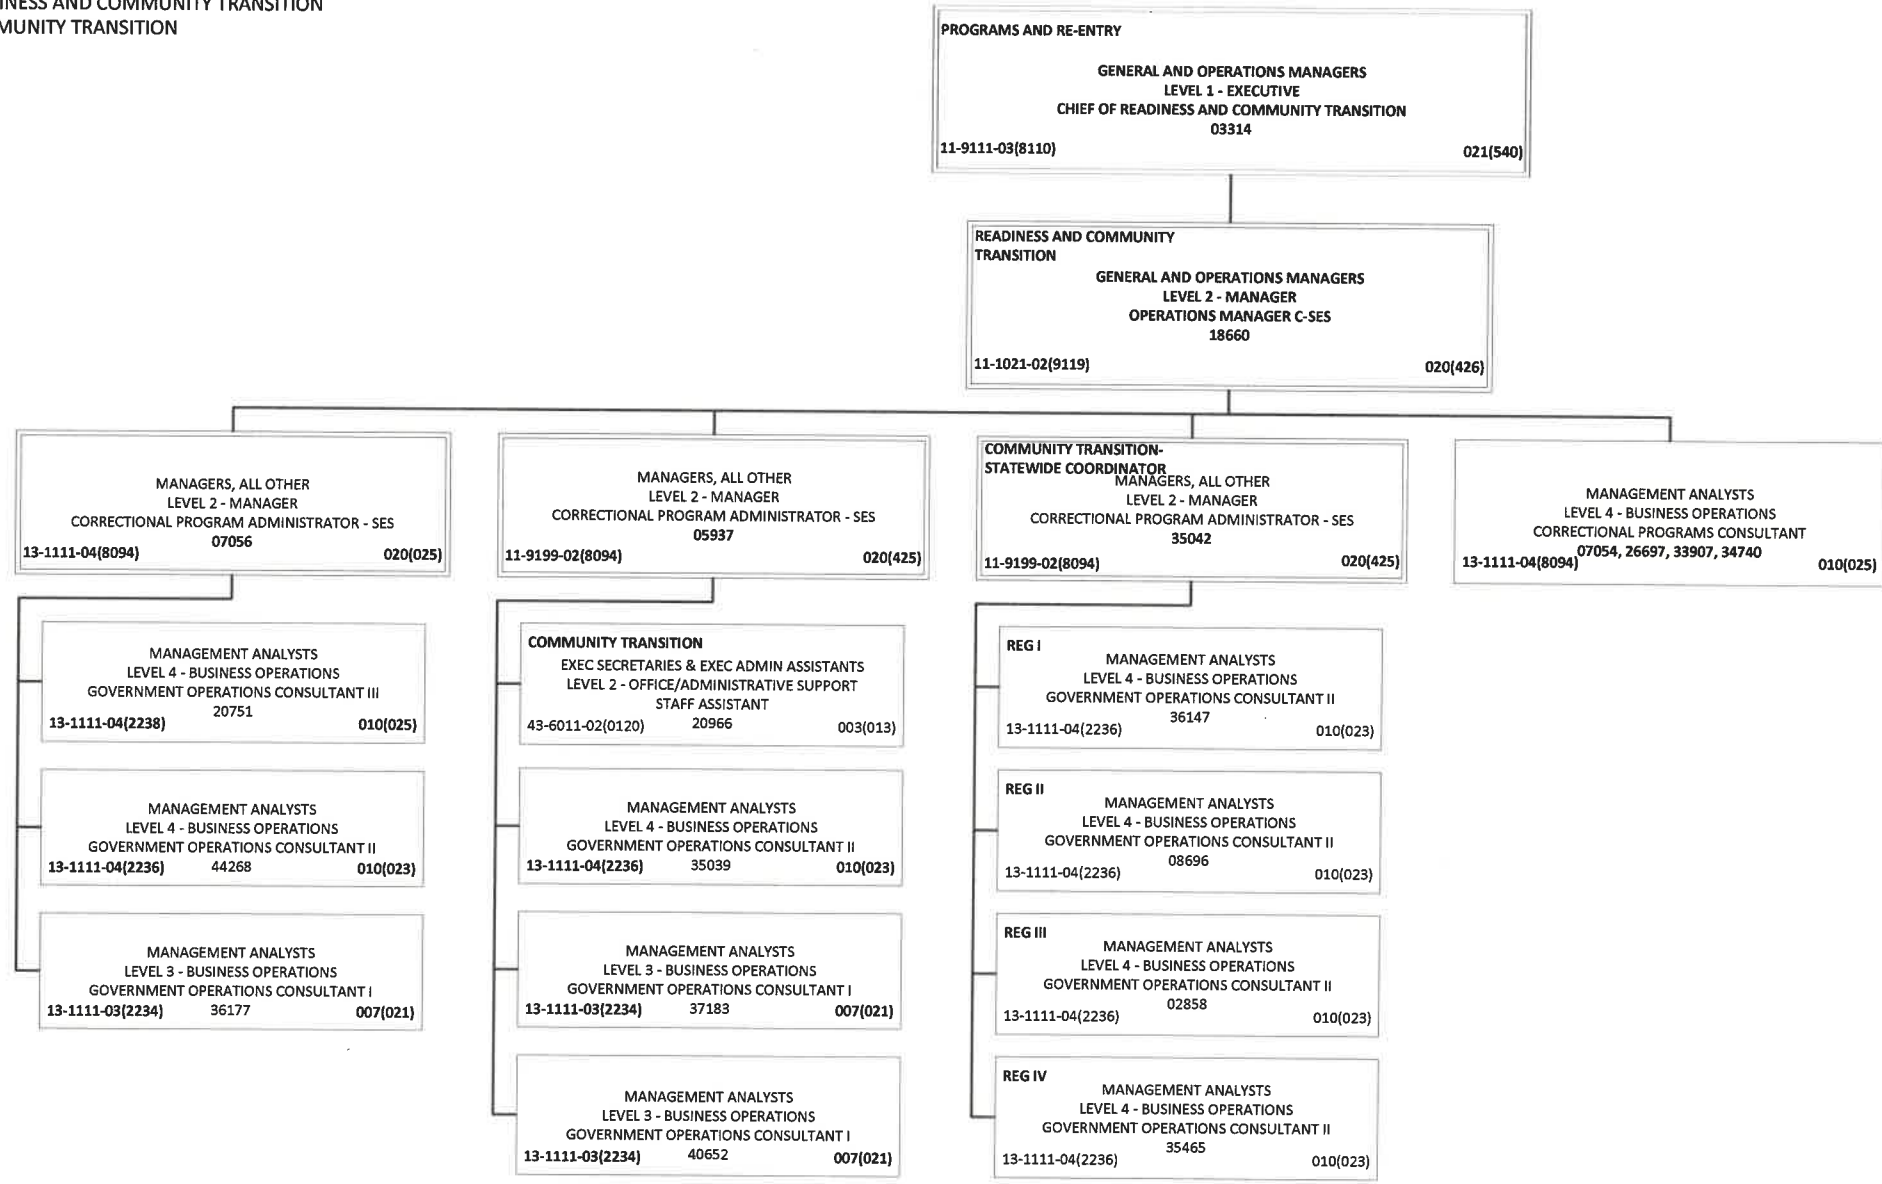 AND COMMUNITY TRANSITION
TRANSITION
PROGRAMS AND RE-ENTRY
GENERAL AND OPERATIONS MANAGERS
LEVEL 1 - EXECUTIVE
CHIEF OF READINESS AND COMMUNITY TRANSITION
03314
11-9111-03(8110) 021(540)
READINESS AND COMMUNITY
TRANSITION
GENERAL AND OPERATIONS MANAGERS
LEVEL 2 - MANAGER
OPERATIONS MANAGER C-SES
18660
11-1021-02(9119) 020(426)
MANAGERS, ALL OTHER
LEVEL 2 - MANAGER
CORRECTIONAL PROGRAM ADMINISTRATOR - SES
07056
13-1111-04(8094) 020(025)
MANAGERS, ALL OTHER
LEVEL 2 - MANAGER
CORRECTIONAL PROGRAM ADMINISTRATOR - SES
05937
11-9199-02(8094) 020(425)
COMMUNITY TRANSITION-
STATEWIDE COORDINATOR
MANAGERS, ALL OTHER
LEVEL 2 - MANAGER
CORRECTIONAL PROGRAM ADMINISTRATOR - SES
35042
11-9199-02(8094) 020(425)
MANAGEMENT ANALYSTS
LEVEL 4 - BUSINESS OPERATIONS
CORRECTIONAL PROGRAMS CONSULTANT
07054, 26697, 33907, 34740
13-1111-04(8094) 010(025)
MANAGEMENT ANALYSTS
LEVEL 4 - BUSINESS OPERATIONS
GOVERNMENT OPERATIONS CONSULTANT III
20751
13-1111-04(2238) 010(025)
MANAGEMENT ANALYSTS
LEVEL 4 - BUSINESS OPERATIONS
GOVERNMENT OPERATIONS CONSULTANT II
13-1111-04(2236) 44268 010(023)
MANAGEMENT ANALYSTS
LEVEL 3 - BUSINESS OPERATIONS
GOVERNMENT OPERATIONS CONSULTANT I
13-1111-03(2234) 36177 007(021)
COMMUNITY TRANSITION
EXEC SECRETARIES & EXEC ADMIN ASSISTANTS
LEVEL 2 - OFFICE/ADMINISTRATIVE SUPPORT
STAFF ASSISTANT
43-6011-02(0120) 20966 003(013)
MANAGEMENT ANALYSTS
LEVEL 4 - BUSINESS OPERATIONS
GOVERNMENT OPERATIONS CONSULTANT II
13-1111-04(2236) 35039 010(023)
MANAGEMENT ANALYSTS
LEVEL 3 - BUSINESS OPERATIONS
GOVERNMENT OPERATIONS CONSULTANT I
13-1111-03(2234) 37183 007(021)
MANAGEMENT ANALYSTS
LEVEL 3 - BUSINESS OPERATIONS
GOVERNMENT OPERATIONS CONSULTANT I
13-1111-03(2234) 40652 007(021)
REG I
MANAGEMENT ANALYSTS
LEVEL 4 - BUSINESS OPERATIONS
GOVERNMENT OPERATIONS CONSULTANT II
36147
13-1111-04(2236) 010(023)
REG II
MANAGEMENT ANALYSTS
LEVEL 4 - BUSINESS OPERATIONS
GOVERNMENT OPERATIONS CONSULTANT II
08696
13-1111-04(2236) 010(023)
REG III
MANAGEMENT ANALYSTS
LEVEL 4 - BUSINESS OPERATIONS
GOVERNMENT OPERATIONS CONSULTANT II
02858
13-1111-04(2236) 010(023)
REG IV
MANAGEMENT ANALYSTS
LEVEL 4 - BUSINESS OPERATIONS
GOVERNMENT OPERATIONS CONSULTANT II
35465
13-1111-04(2236) 010(023)